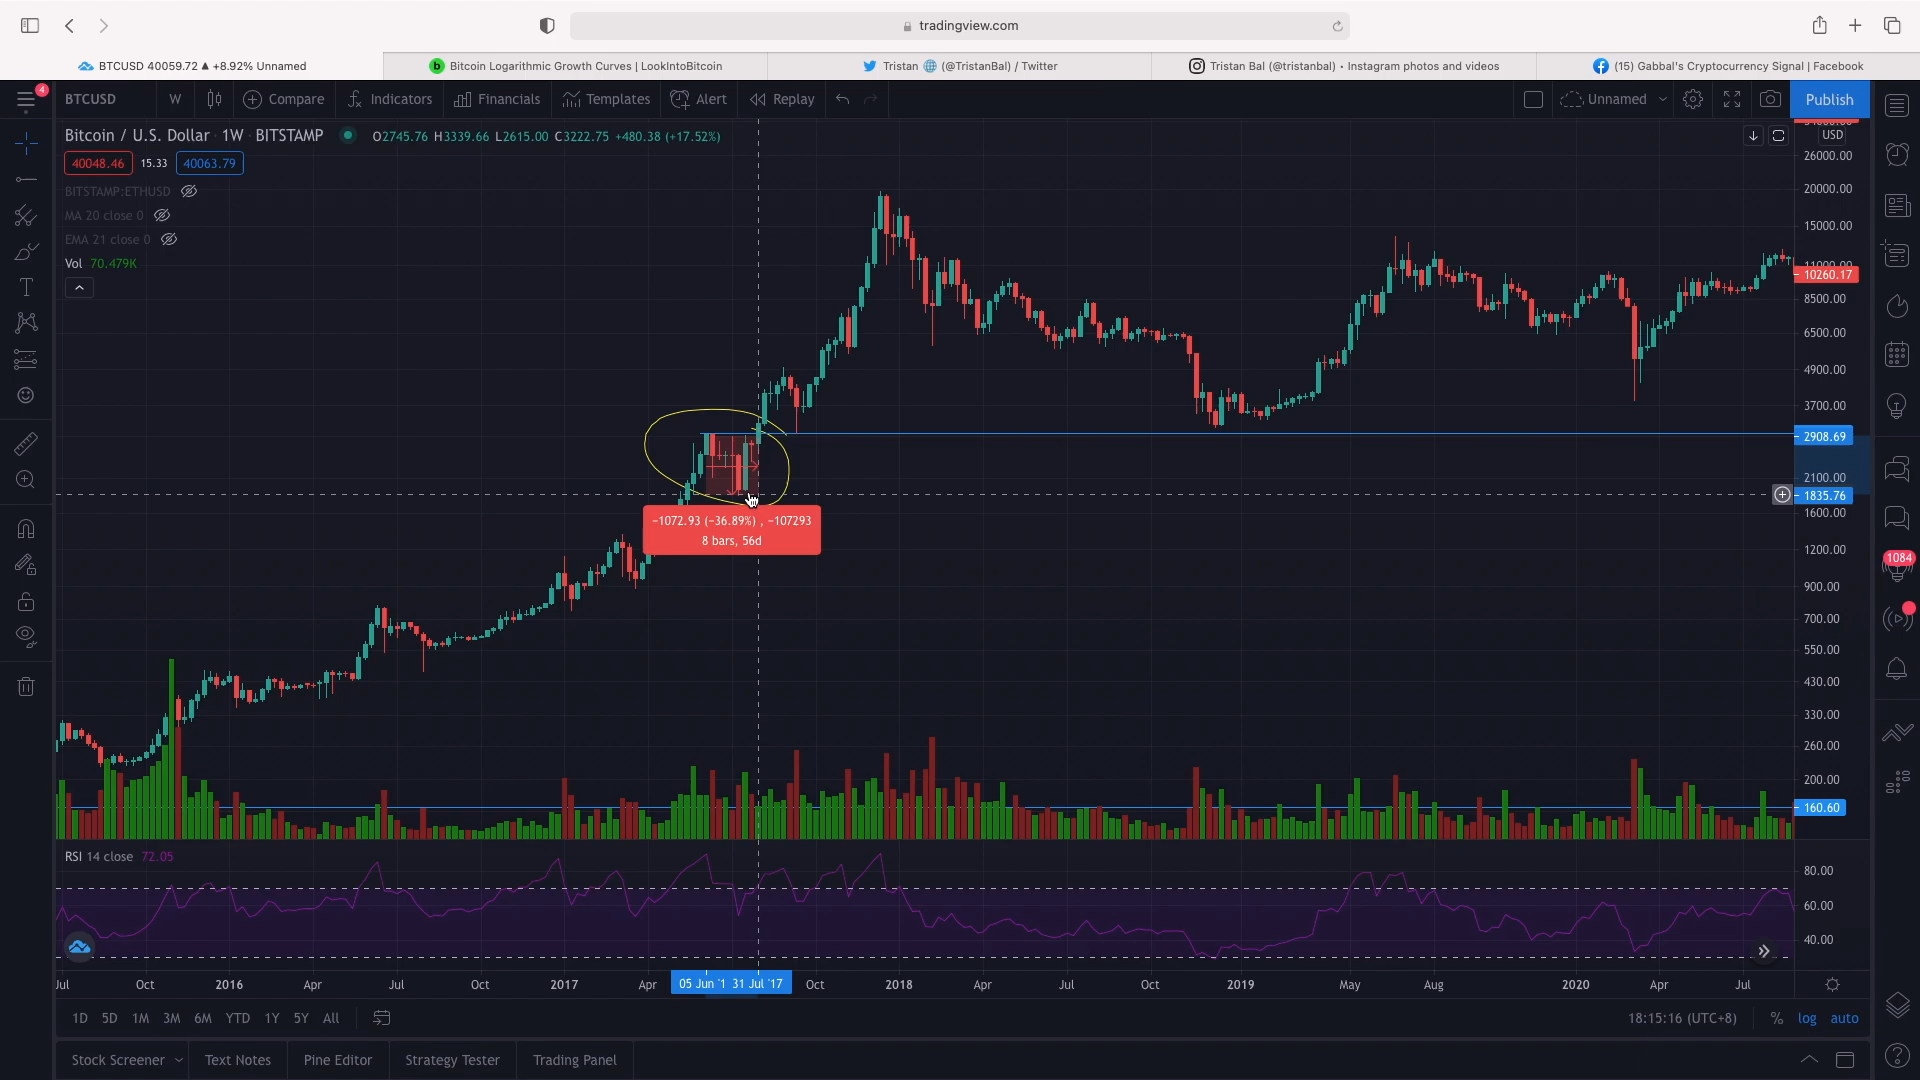 tradingview.com
BTCUSD 40059.72 ▲ +8.92% Unnamed
Bitcoin Logarithmic Growth Curves | LookIntoBitcoin
Tristan 🌐 (@TristanBal) / Twitter
Tristan Bal (@tristanbal) • Instagram photos and videos
(15) Gabbal's Cryptocurrency Signal | Facebook
4
BTCUSD
W
Compare
Indicators
Financials
Templates
Alert
Replay
Unnamed
Publish
Bitcoin / U.S. Dollar · 1W · BITSTAMP
O2745.76 H3339.66 L2615.00 C3222.75 +480.38 (+17.52%)
USD
40048.46 15.33 40063.79
BITSTAMP:ETHUSD
MA 20 close 0
EMA 21 close 0
Vol 70.479K
26000.00
20000.00
15000.00
11000.00
10260.17
8500.00
6500.00
4900.00
3700.00
2908.69
2100.00
1835.76
1600.00
1200.00
900.00
700.00
550.00
430.00
330.00
260.00
200.00
160.60
−1072.93 (−36.89%) , −107293
8 bars, 56d
1084
RSI 14 close 72.05
80.00
60.00
40.00
Jul Oct 2016 Apr Jul Oct 2017 Apr 05 Jun '1 31 Jul '17 Oct 2018 Apr Jul Oct 2019 May Aug 2020 Apr Jul
1D 5D 1M 3M 6M YTD 1Y 5Y All
18:15:16 (UTC+8) % log auto
Stock Screener Text Notes Pine Editor Strategy Tester Trading Panel